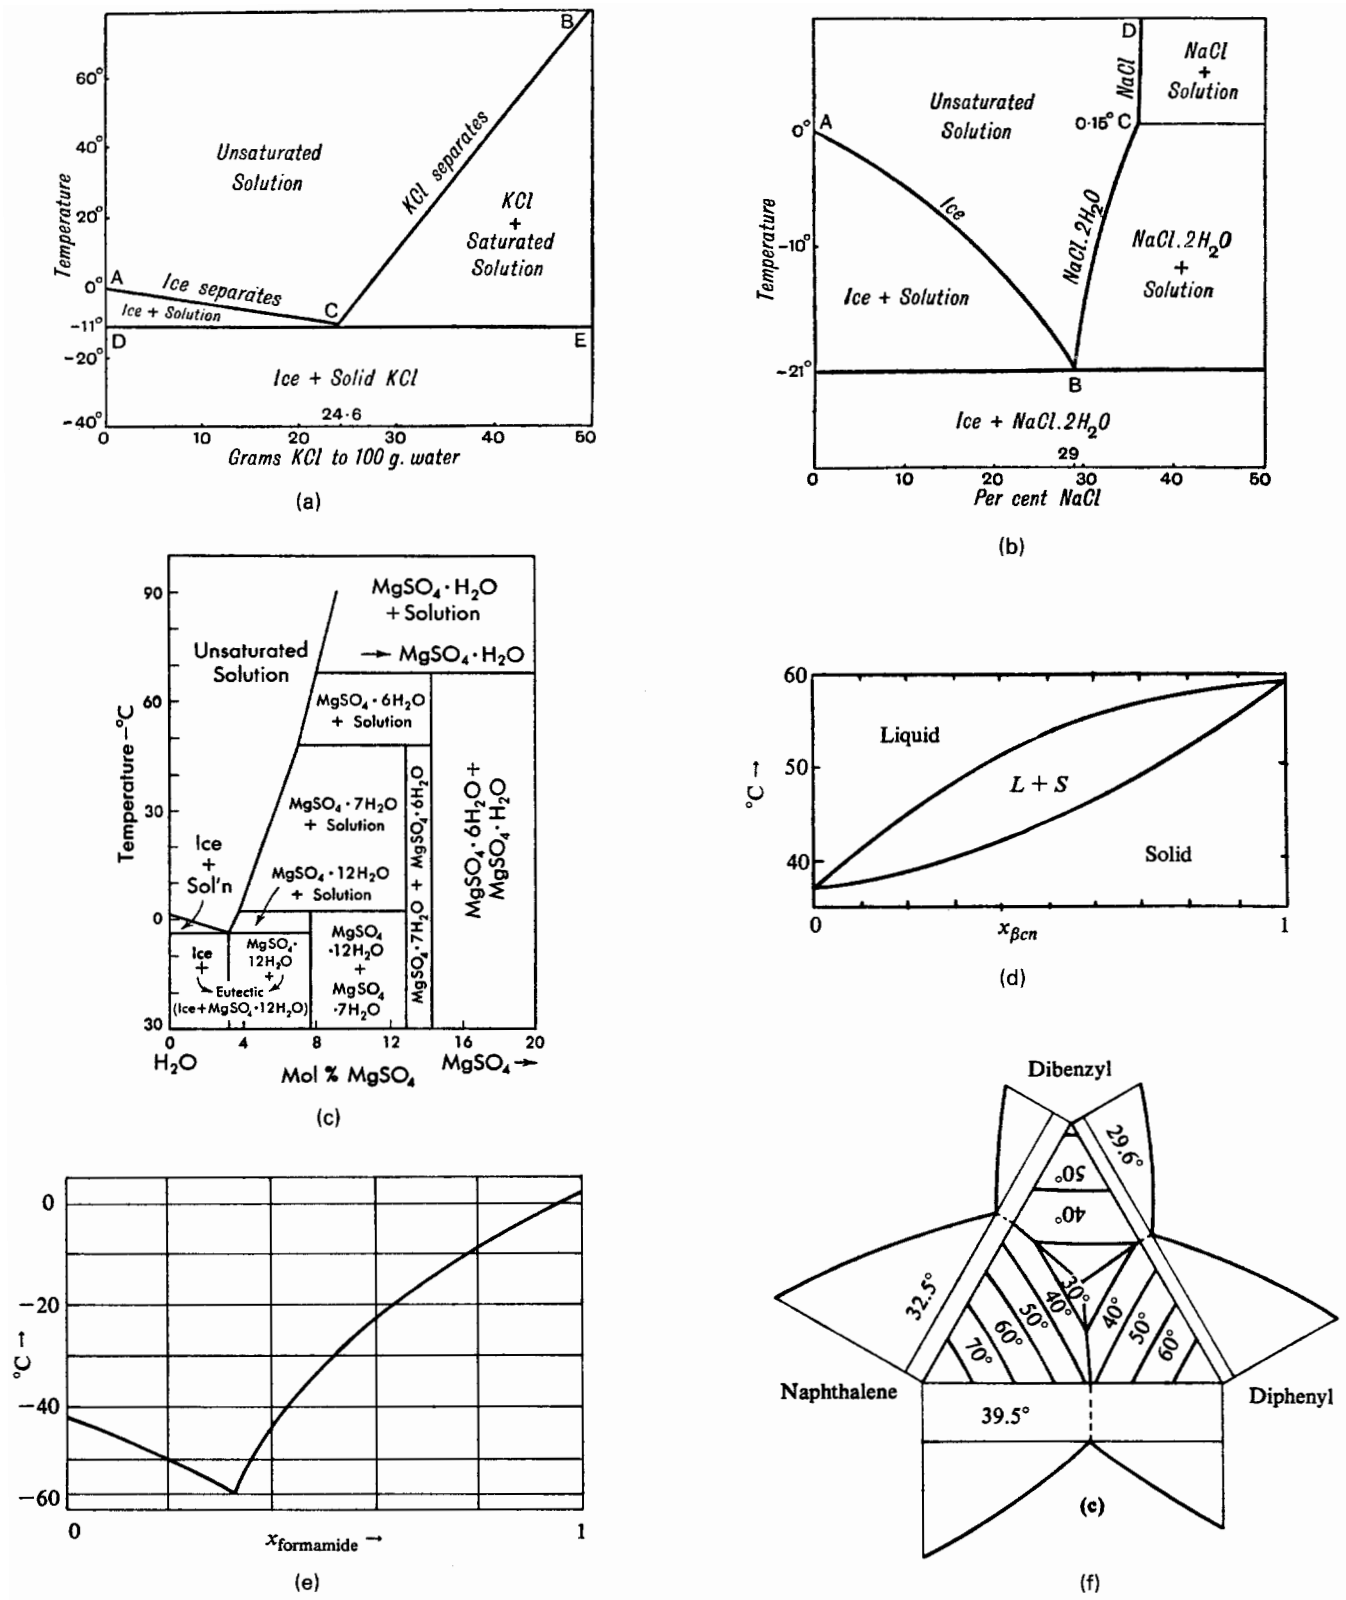 B
60°
40°
20°
0°
-11°
-20°
-40°
Temperature
Unsaturated
Solution
KCl separates
KCl
+
Saturated
Solution
A
Ice separates
C
Ice + Solution
D
E
Ice + Solid KCl
24·6
0 10 20 30 40 50
Grams KCl to 100 g. water
(a)
D
NaCl
NaCl
+
Solution
Unsaturated
Solution
0·15° C
0° A
Ice
NaCl.2H2O
Temperature
-10°
NaCl.2H2O
+
Solution
Ice + Solution
-21°
B
Ice + NaCl.2H2O
29
0 10 20 30 40 50
Per cent NaCl
(b)
90
60
30
0
30
Temperature—°C
MgSO4·H2O
+ Solution
→ MgSO4·H2O
Unsaturated
Solution
MgSO4·6H2O
+ Solution
MgSO4·7H2O
+ Solution
MgSO4·12H2O
+ Solution
Ice
+
Sol'n
Ice
+
MgSO4·
12H2O
+
Eutectic
(Ice+MgSO4·12H2O)
MgSO4
·12H2O
+
MgSO4
·7H2O
MgSO4·7H2O + MgSO4·6H2O
MgSO4·6H2O +
MgSO4·H2O
0 4 8 12 16 20
H2O
Mol % MgSO4
MgSO4→
(c)
60
50
40
°C →
Liquid
L + S
Solid
0
xβcn
1
(d)
0
-20
-40
-60
°C →
0
xformamide →
1
(e)
Dibenzyl
29.6°
50°
40°
32.5°
30°
40°
50°
60°
70°
40°
50°
60°
Naphthalene
Diphenyl
39.5°
(c)
(f)